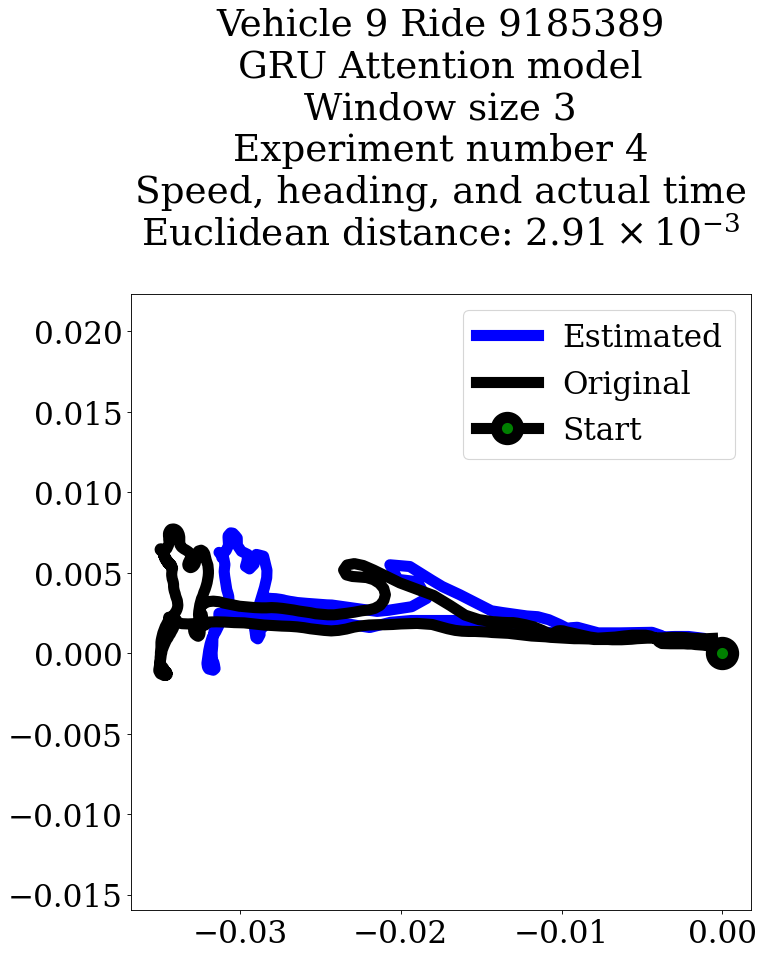 Vehicle 9 Ride 9185389
GRU Attention model
Window size 3
Experiment number 4
Speed, heading, and actual time
Euclidean distance: 2.91 × 10⁻³
Estimated
Original
Start
0.020
0.015
0.010
0.005
0.000
−0.005
−0.010
−0.015
−0.03
−0.02
−0.01
0.00